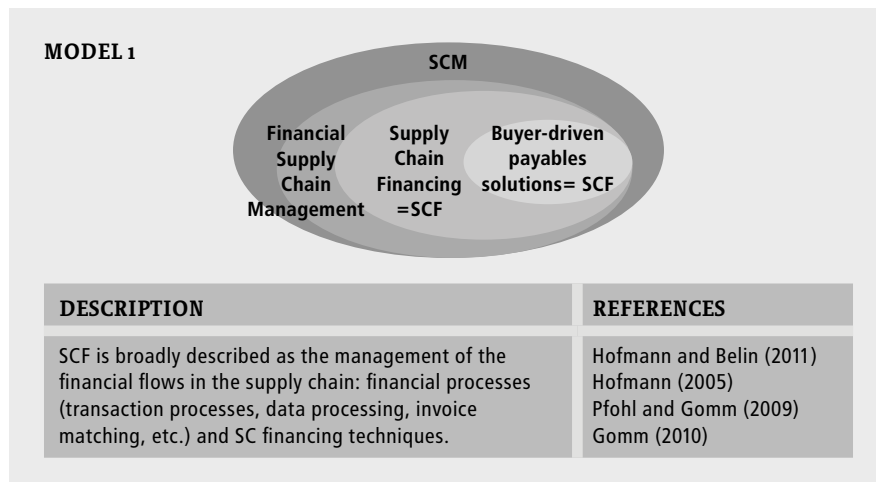 MODEL 1
SCM
Financial
Supply
Chain
Management
Supply
Chain
Financing
=SCF
Buyer-driven
payables
solutions= SCF
DESCRIPTION
SCF is broadly described as the management of the
financial flows in the supply chain: financial processes
(transaction processes, data processing, invoice
matching, etc.) and SC financing techniques.
REFERENCES
Hofmann and Belin (2011)
Hofmann (2005)
Pfohl and Gomm (2009)
Gomm (2010)